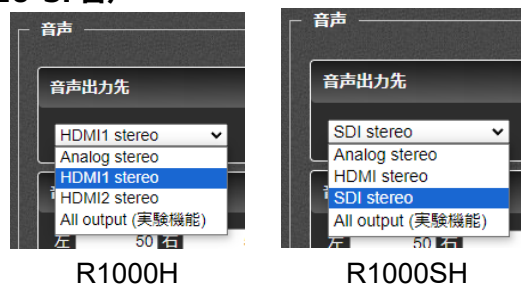 音声
音声出力先
HDMI1 stereo
Analog stereo
HDMI1 stereo
HDMI2 stereo
All output (実験機能)
左 50 右
R1000H
音声
音声出力先
SDI stereo
Analog stereo
HDMI stereo
SDI stereo
All output (実験機能)
左 50 右
R1000SH